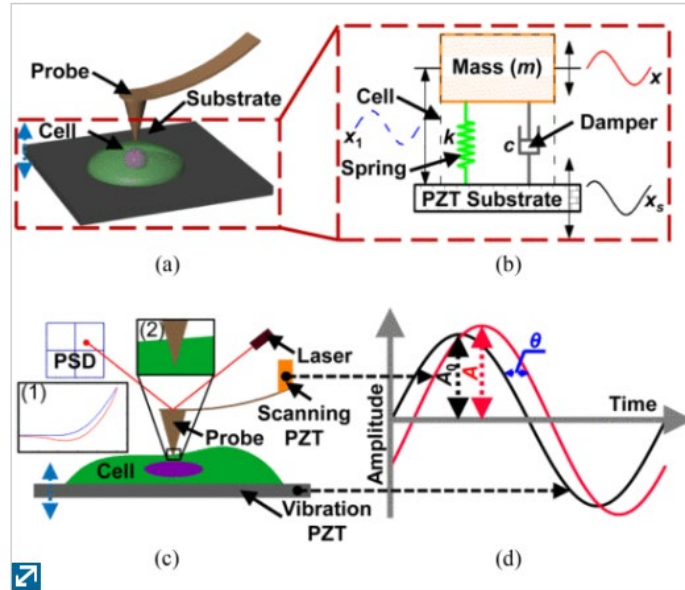 Probe
Substrate
Cell
(a)
Mass (m)
x
Cell
x1
k
c
Damper
Spring
PZT Substrate
xs
(b)
(1)
PSD
(2)
Laser
Scanning
PZT
Probe
Cell
Vibration
PZT
(c)
Amplitude
A0
A
θ
Time
(d)